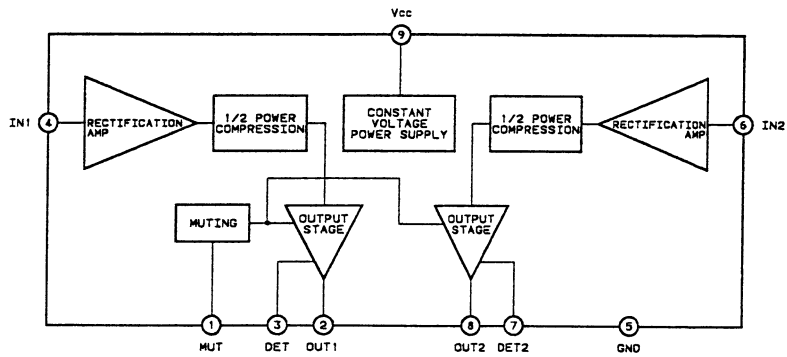 Vcc
9
IN1
4
RECTIFICATION
AMP
1/2 POWER
COMPRESSION
CONSTANT
VOLTAGE
POWER SUPPLY
1/2 POWER
COMPRESSION
RECTIFICATION
AMP
6
IN2
MUTING
OUTPUT
STAGE
OUTPUT
STAGE
1
3
2
8
7
5
MUT
DET
OUT1
OUT2
DET2
GND